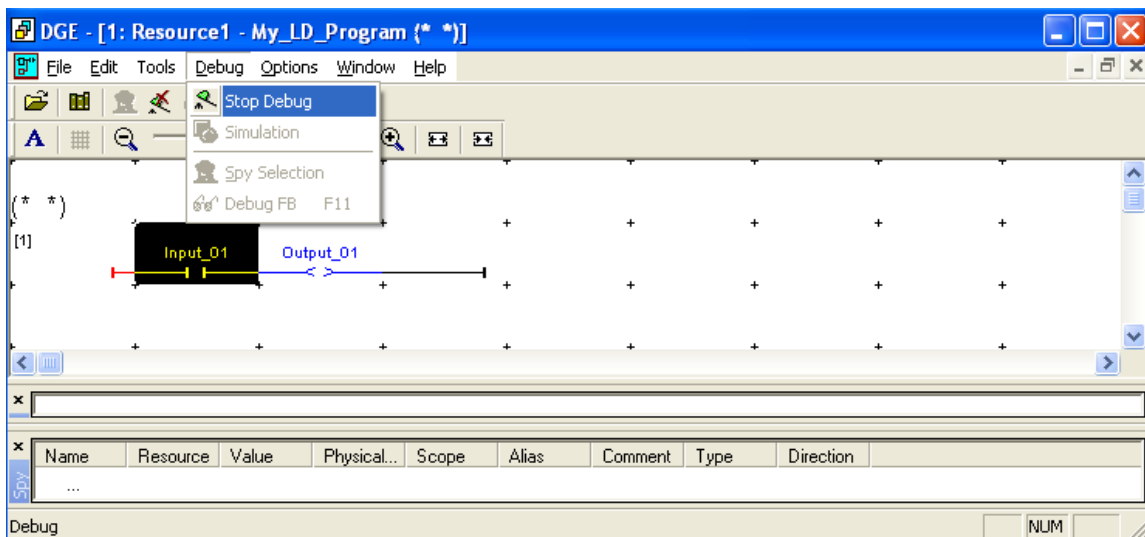 DGE - [1: Resource1 - My_LD_Program (* *)]
File Edit Tools Debug Options Window Help
Stop Debug
A
Simulation
Spy Selection
(* *)
Debug FB F11
[1]
Input_01 Output_01
Name Resource Value Physical... Scope Alias Comment Type Direction
Spy
...
Debug NUM